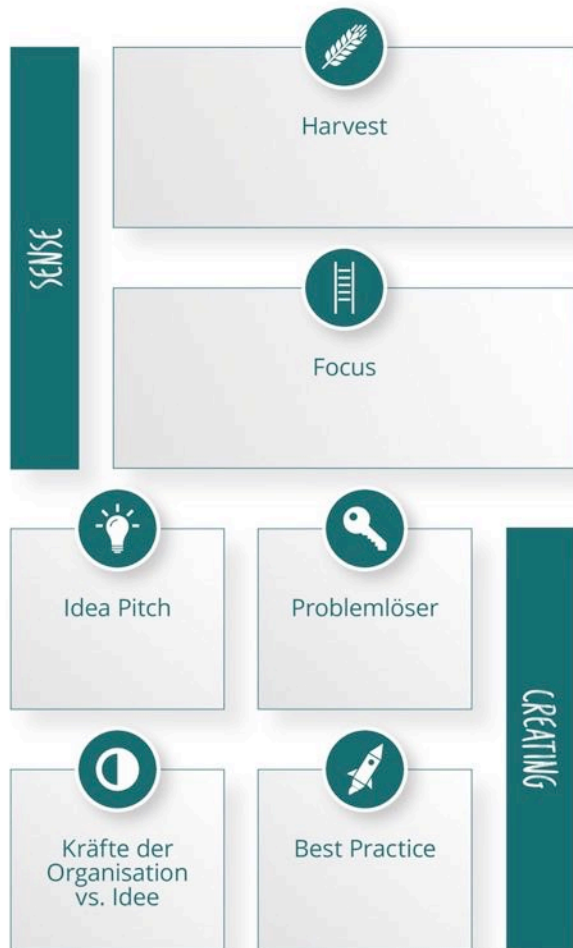 SENSE
Harvest
Focus
Idea Pitch
Problemlöser
CREATING
Kräfte der
Organisation
vs. Idee
Best Practice